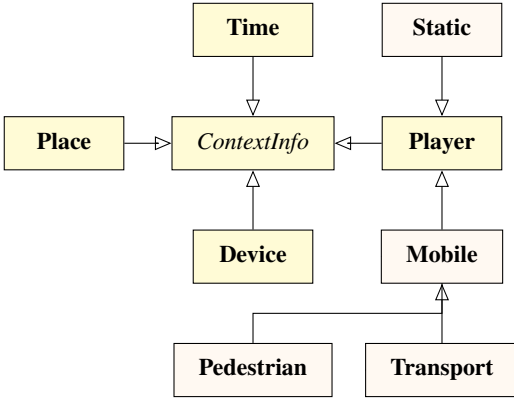 Time
Static
Place
ContextInfo
Player
Device
Mobile
Pedestrian
Transport